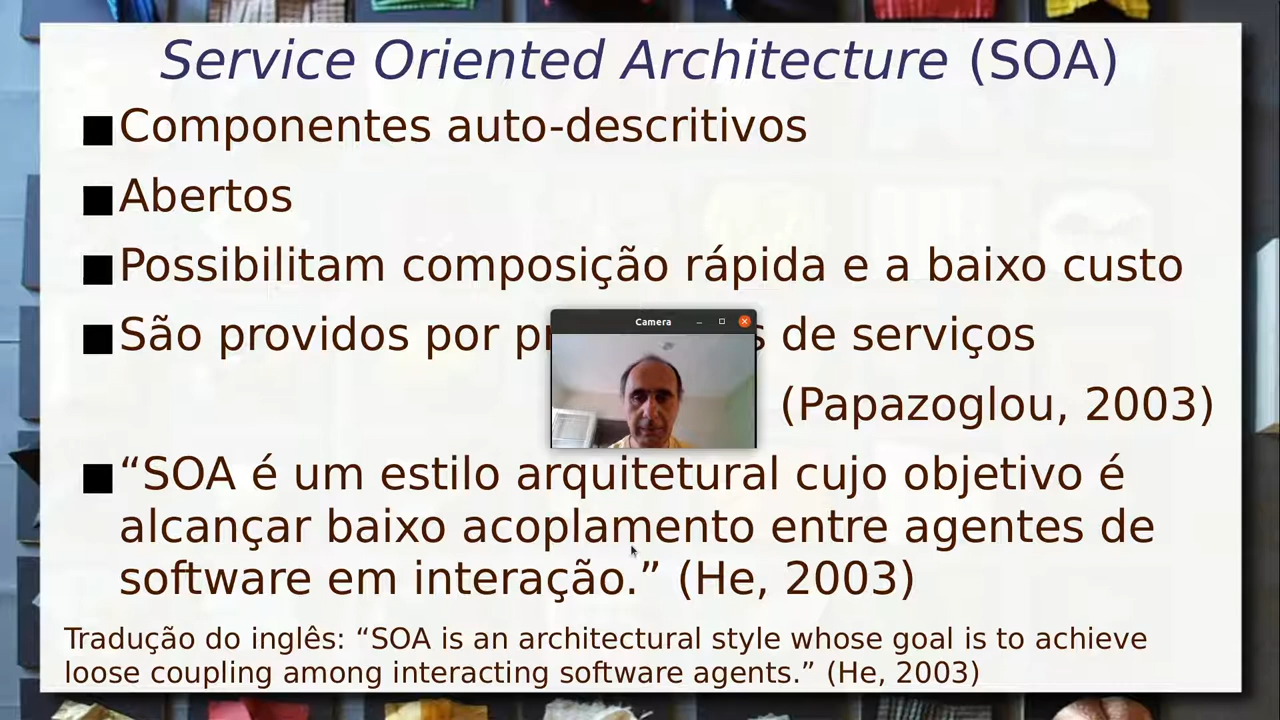 Service Oriented Architecture (SOA)
Componentes auto-descritivos
Abertos
Possibilitam composição rápida e a baixo custo
São providos por de serviços
Camera
(Papazoglou, 2003)
“SOA é um estilo arquitetural cujo objetivo é
alcançar baixo acoplamento entre agentes de
software em interação.” (He, 2003)
Tradução do inglês: “SOA is an architectural style whose goal is to achieve
loose coupling among interacting software agents.” (He, 2003)